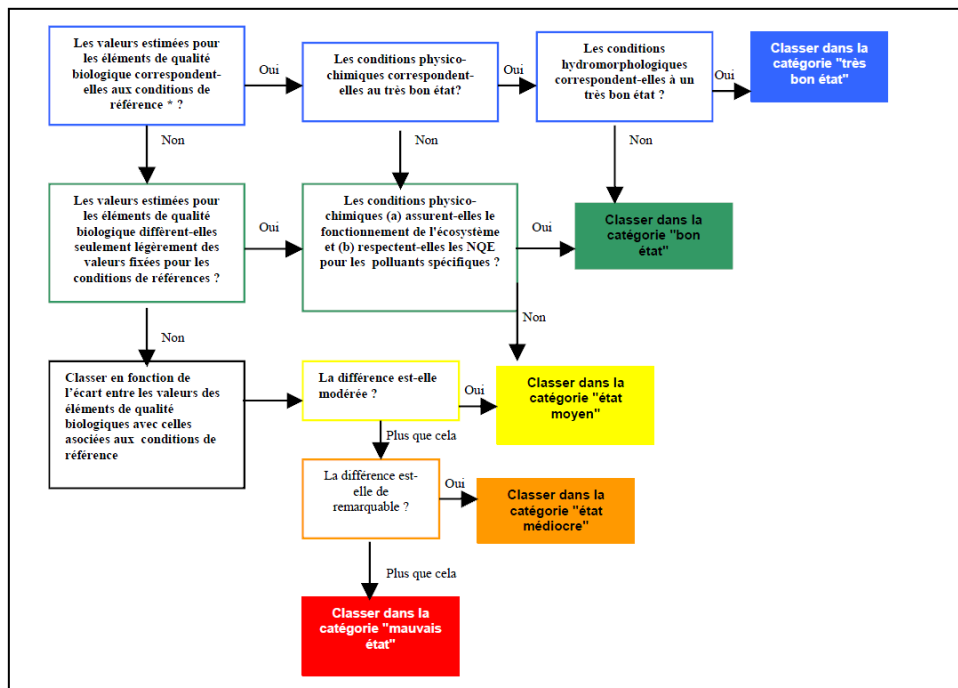 Les valeurs estimées pour
les éléments de qualité
biologique correspondent-
elles aux conditions de
référence * ?
Oui
Les conditions physico-
chimiques correspondent-
elles au très bon état?
Oui
Les conditions
hydromorphologiques
correspondent-elles à un
très bon état ?
Oui
Classer dans la
catégorie "très
bon état"
Non
Non
Non
Les valeurs estimées pour
les éléments de qualité
biologique diffèrent-elles
seulement légèrement des
valeurs fixées pour les
conditions de références ?
Oui
Les conditions physico-
chimiques (a) assurent-elles le
fonctionnement de l'écosystème
et (b) respectent-elles les NQE
pour les polluants spécifiques ?
Oui
Classer dans la
catégorie "bon
état"
Non
Non
Classer en fonction de
l'écart entre les valeurs des
éléments de qualité
biologiques avec celles
asociées aux conditions de
référence
La différence est-elle
modérée ?
Oui
Classer dans la
catégorie "état
moyen"
Plus que cela
La différence est-
elle de
remarquable ?
Oui
Classer dans la
catégorie "état
médiocre"
Plus que cela
Classer dans la
catégorie "mauvais
état"